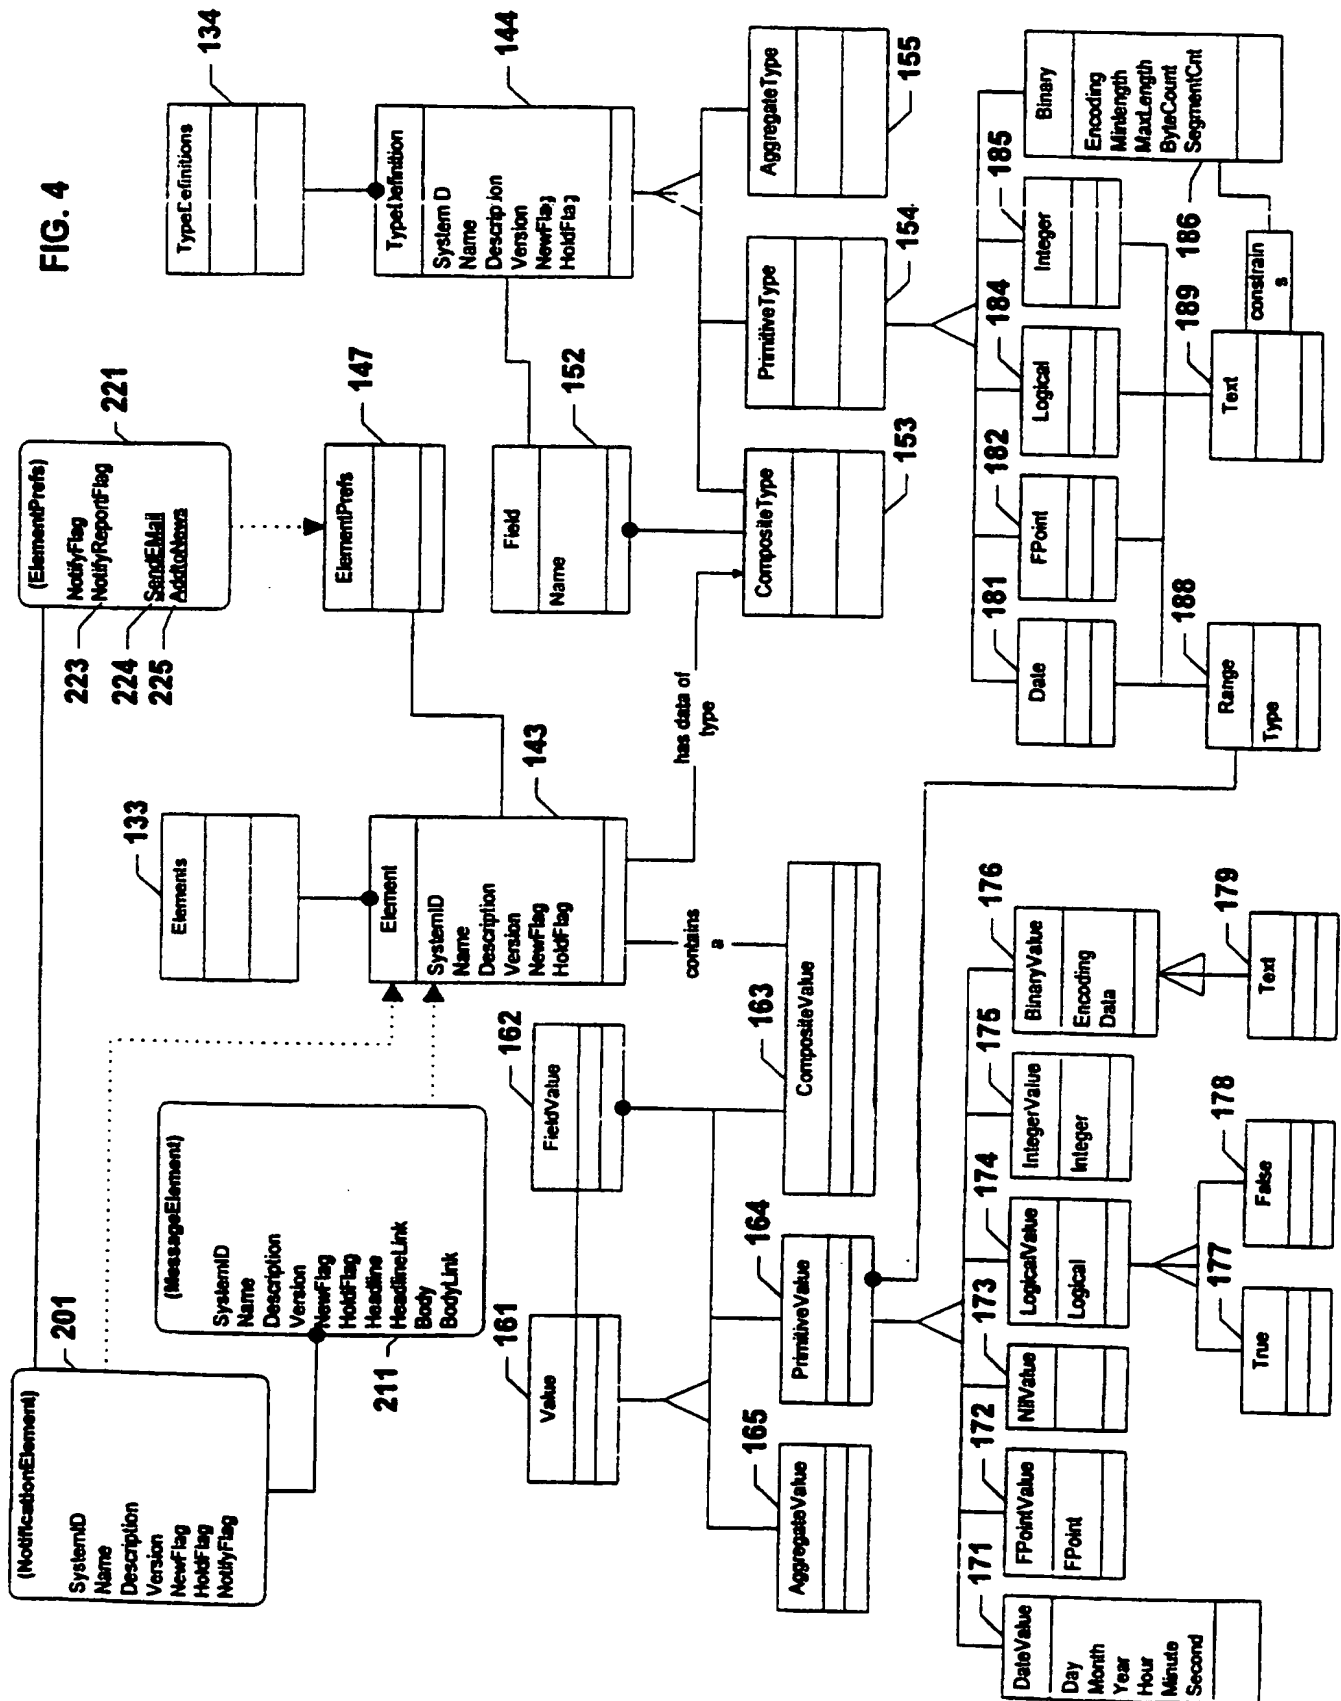 FIG. 4
(NotificationElement)
SystemID
Name
Description
Version
NewFlag
HoldFlag
NotifyFlag
201
(MessageElement)
SystemID
Name
Description
Version
NewFlag
HoldFlag
Headline
HeadlineLink
Body
BodyLink
211
Elements
133
Element
SystemID
Name
Description
Version
NewFlag
HoldFlag
143
(ElementPrefs)
NotifyFlag
NotifyReportFlag
SendEMail
AddtoNews
221
223
224
225
ElementPrefs
147
TypeDefinitions
134
TypeDefinition
System D
Name
Description
Version
NewFlag
HoldFlag
144
Field
Name
152
Value
161
FieldValue
162
contains
a
has data of
type
AggregateValue
165
PrimitiveValue
164
CompositeValue
163
CompositeType
153
PrimitiveType
154
AggregateType
155
DateValue
Day
Month
Year
Hour
Minute
Second
171
FPointValue
FPoint
172
NilValue
173
LogicalValue
Logical
174
IntegerValue
Integer
175
BinaryValue
Encoding
Data
176
True
177
False
178
Text
179
Date
181
FPoint
182
Logical
184
Integer
185
Binary
Encoding
Minlength
MaxLength
ByteCount
SegmentCnt
186
Range
Type
188
Text
189
constrain
s